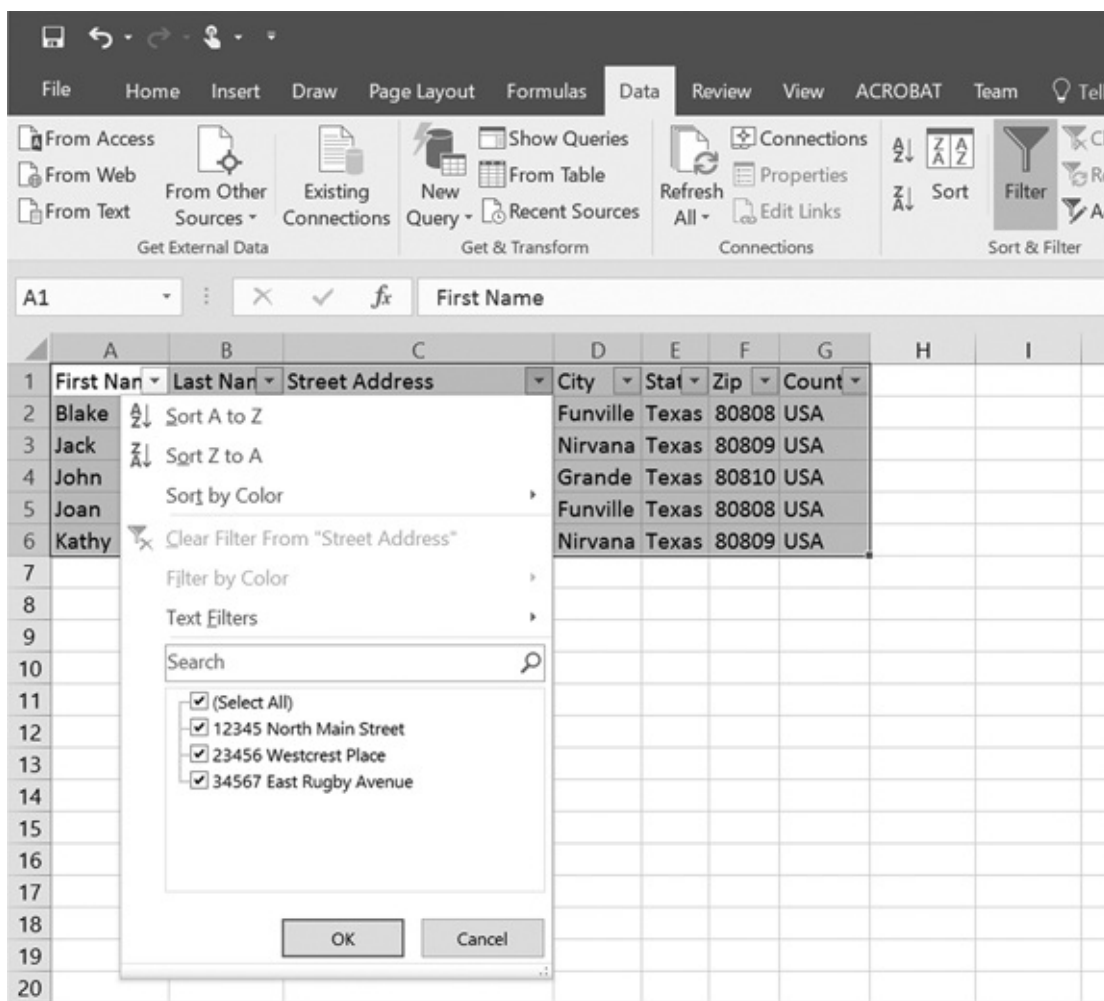 File Home Insert Draw Page Layout Formulas Data Review View ACROBAT Team Tell
From Access
From Web
From Text
From Other
Sources
Existing
Connections
Get External Data
New
Query
Show Queries
From Table
Recent Sources
Get & Transform
Refresh
All
Connections
Properties
Edit Links
Connections
Sort
Filter
Sort & Filter
A1 fx First Name
A B C D E F G H I
1 First Nan Last Nan Street Address City Stat Zip Count
2 Blake Funville Texas 80808 USA
3 Jack Nirvana Texas 80809 USA
4 John Grande Texas 80810 USA
5 Joan Funville Texas 80808 USA
6 Kathy Nirvana Texas 80809 USA
7
8
9
10
11
12
13
14
15
16
17
18
19
20
Sort A to Z
Sort Z to A
Sort by Color
Clear Filter From "Street Address"
Filter by Color
Text Filters
Search
(Select All)
12345 North Main Street
23456 Westcrest Place
34567 East Rugby Avenue
OK Cancel